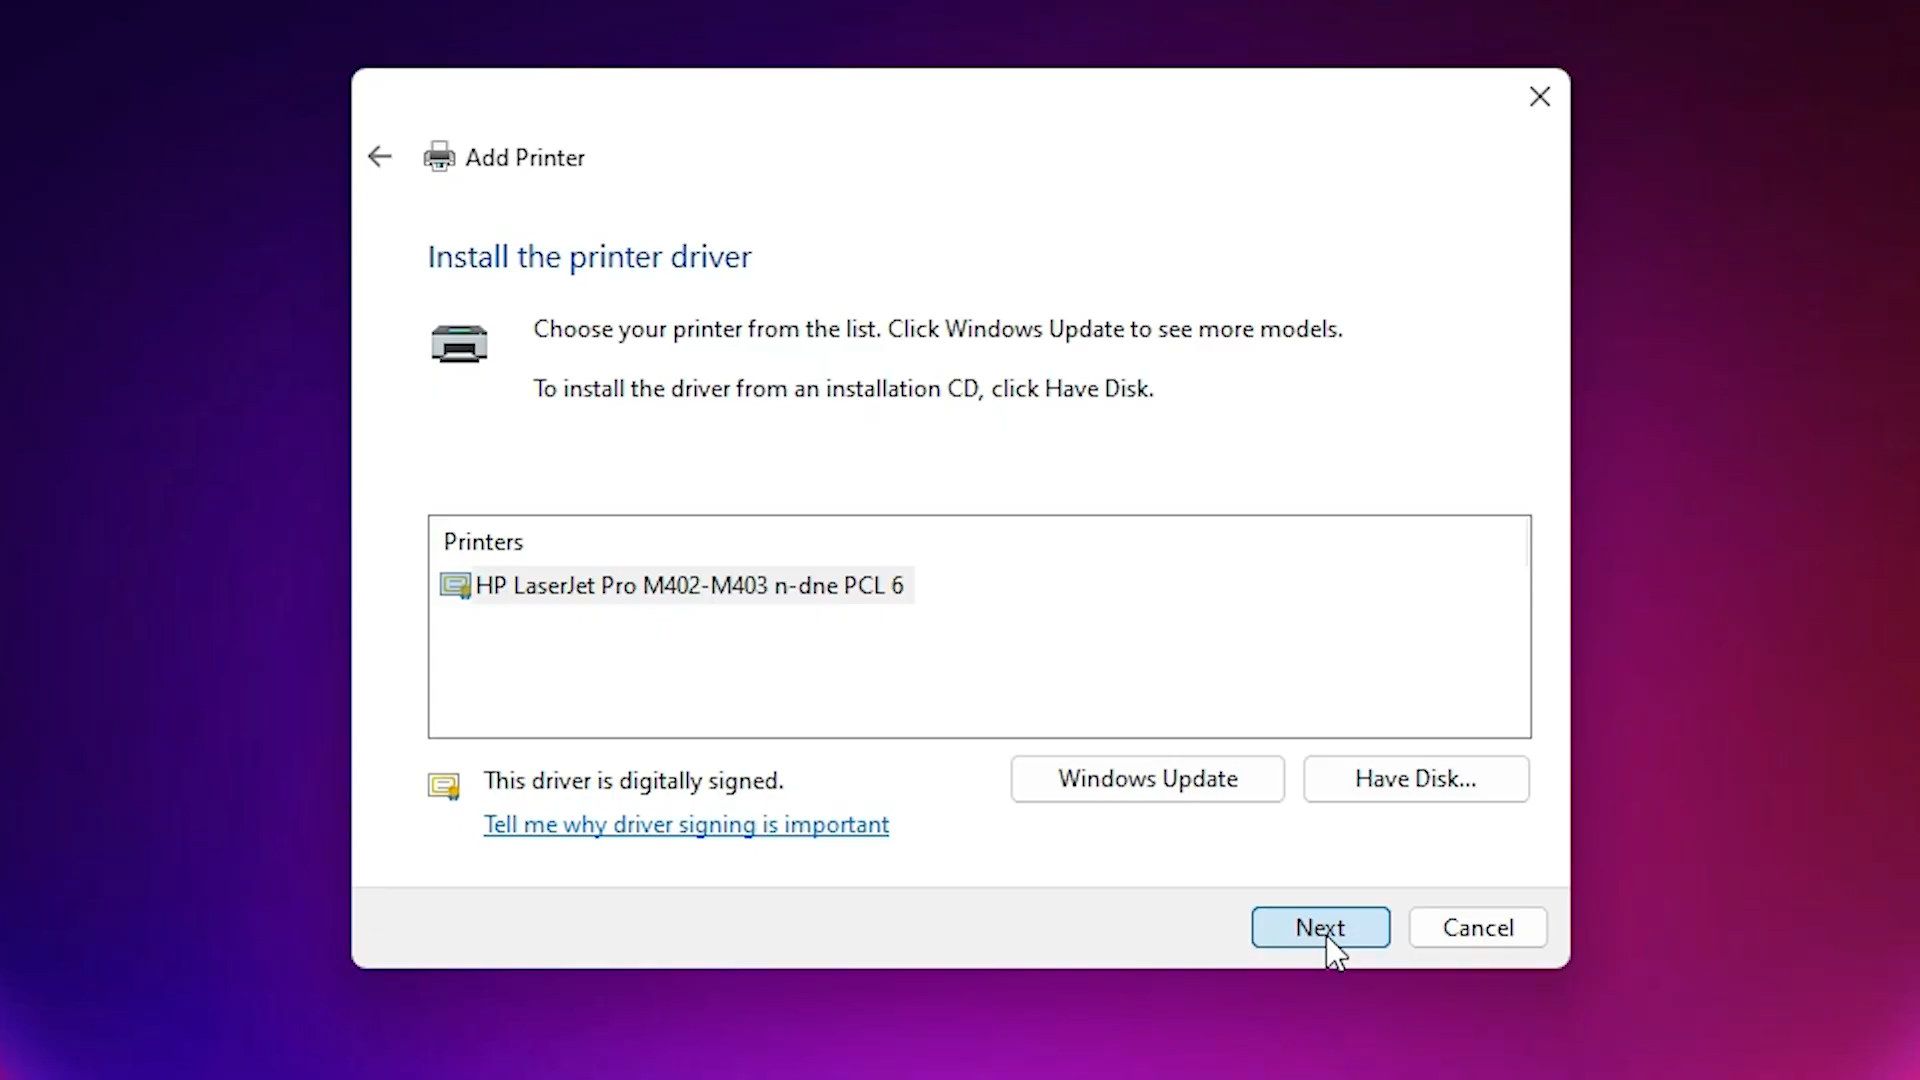 Add Printer
Install the printer driver
Choose your printer from the list. Click Windows Update to see more models.
To install the driver from an installation CD, click Have Disk.
Printers
HP LaserJet Pro M402-M403 n-dne PCL 6
This driver is digitally signed.
Windows Update
Have Disk...
Tell me why driver signing is important
Next
Cancel